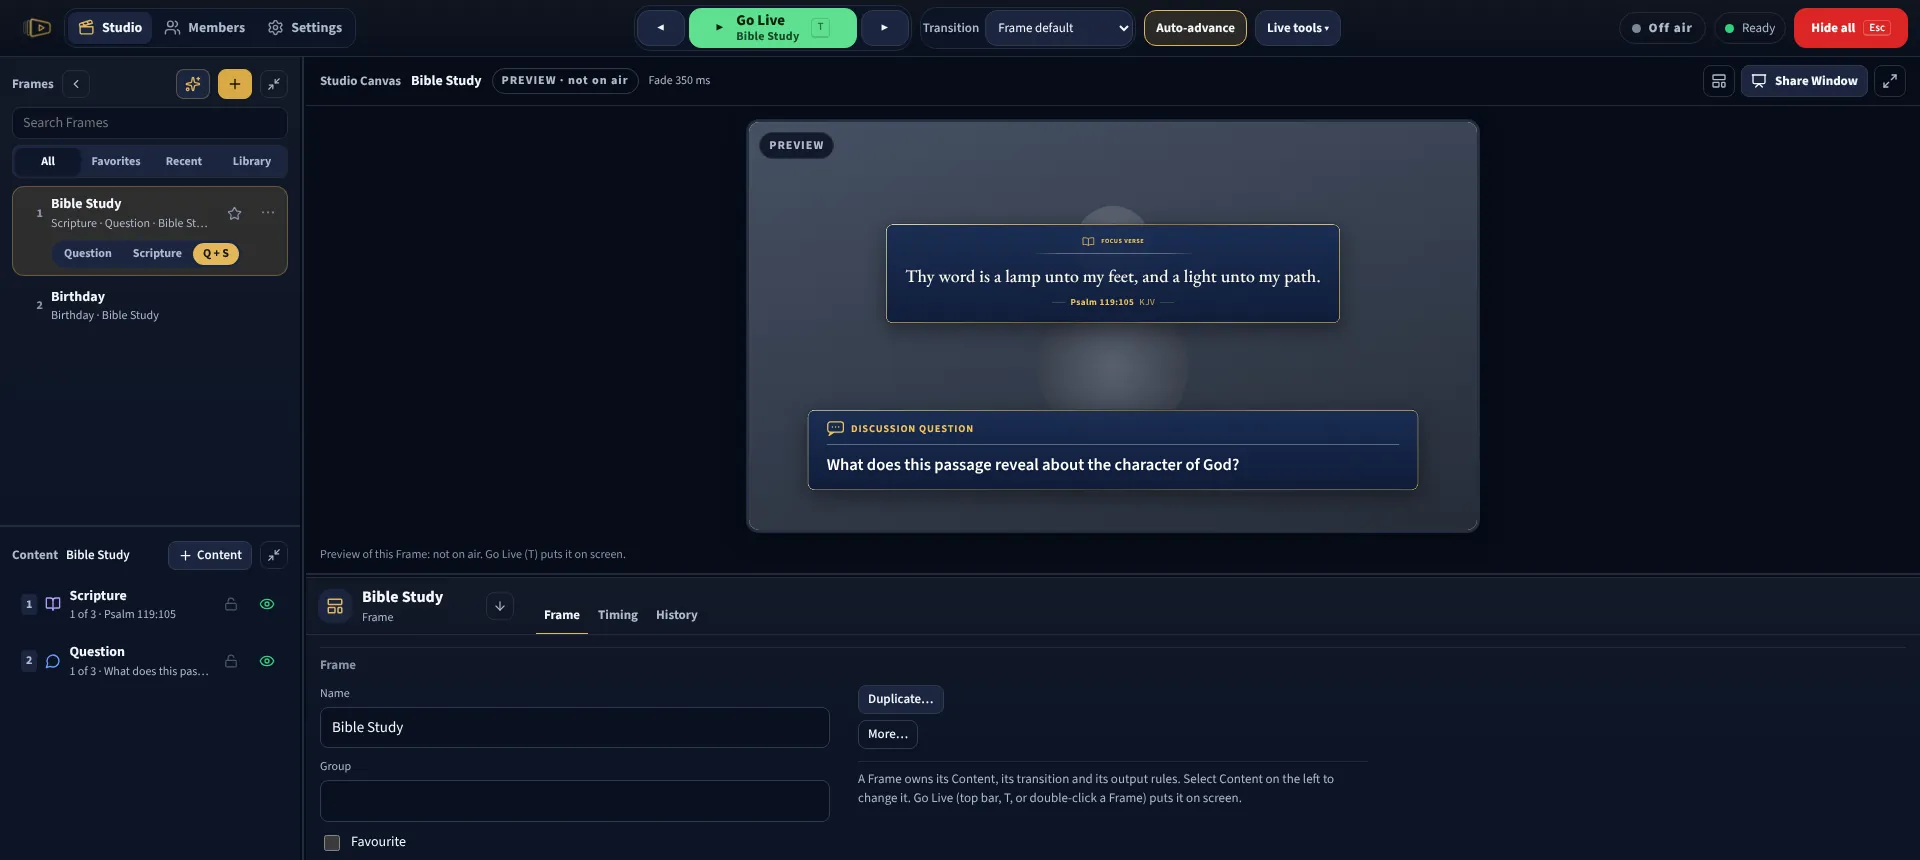 Studio
Members
Settings
◄
► Go Live T
Bible Study
►
Transition Frame default
Auto-advance
Live tools ▾
Off air
Ready
Hide all Esc
Frames
Search Frames
All Favorites Recent Library
1 Bible Study
Scripture · Question · Bible St…
Question Scripture Q + S
2 Birthday
Birthday · Bible Study
Content Bible Study + Content
1 Scripture
1 of 3 · Psalm 119:105
2 Question
1 of 3 · What does this pas…
Studio Canvas Bible Study PREVIEW · not on air Fade 350 ms
Share Window
PREVIEW
FOCUS VERSE
Thy word is a lamp unto my feet, and a light unto my path.
Psalm 119:105 KJV
DISCUSSION QUESTION
What does this passage reveal about the character of God?
Preview of this Frame: not on air. Go Live (T) puts it on screen.
Bible Study
Frame
Frame Timing History
Frame
Name
Bible Study
Group
Favourite
Duplicate…
More…
A Frame owns its Content, its transition and its output rules. Select Content on the left to
change it. Go Live (top bar, T, or double-click a Frame) puts it on screen.